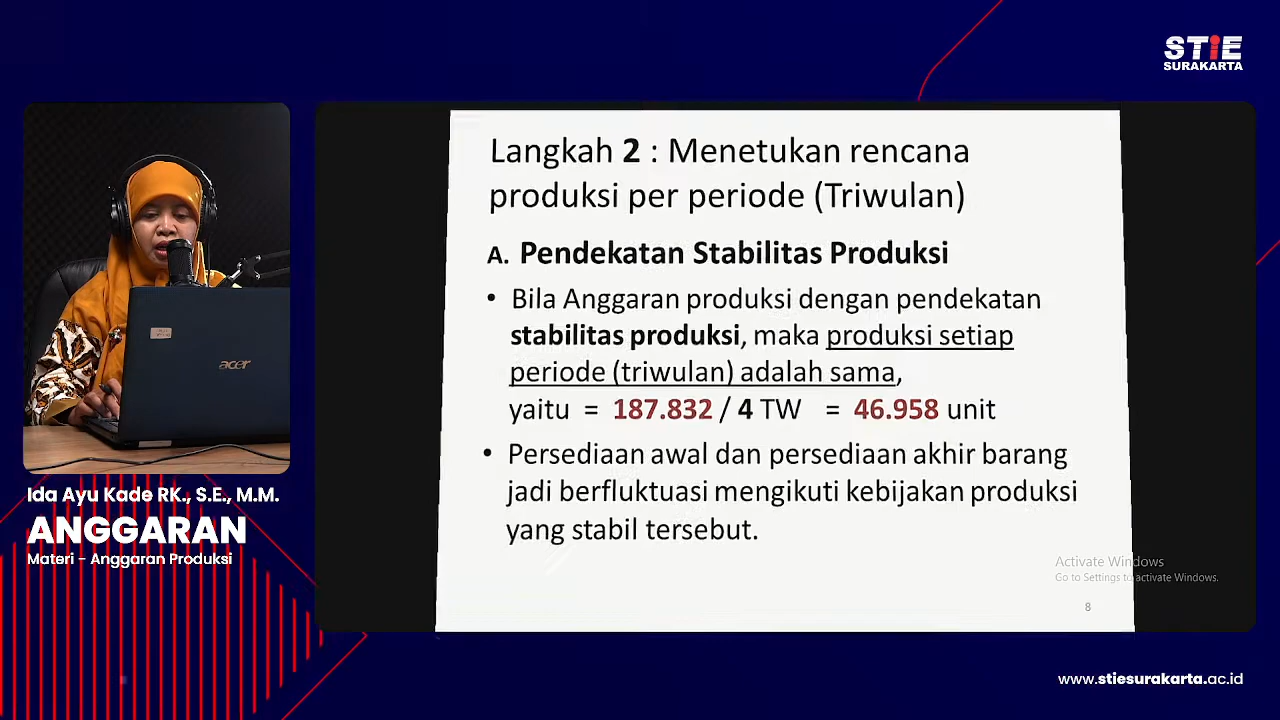 STiE
SURAKARTA
Langkah 2 : Menetukan rencana
produksi per periode (Triwulan)
A. Pendekatan Stabilitas Produksi
• Bila Anggaran produksi dengan pendekatan
stabilitas produksi, maka produksi setiap
periode (triwulan) adalah sama,
yaitu = 187.832 / 4 TW = 46.958 unit
• Persediaan awal dan persediaan akhir barang
jadi berfluktuasi mengikuti kebijakan produksi
yang stabil tersebut.
Activate Windows
Go to Settings to activate Windows.
8
acer
Ida Ayu Kade RK., S.E., M.M.
ANGGARAN
Materi - Anggaran Produksi
www.stiesurakarta.ac.id